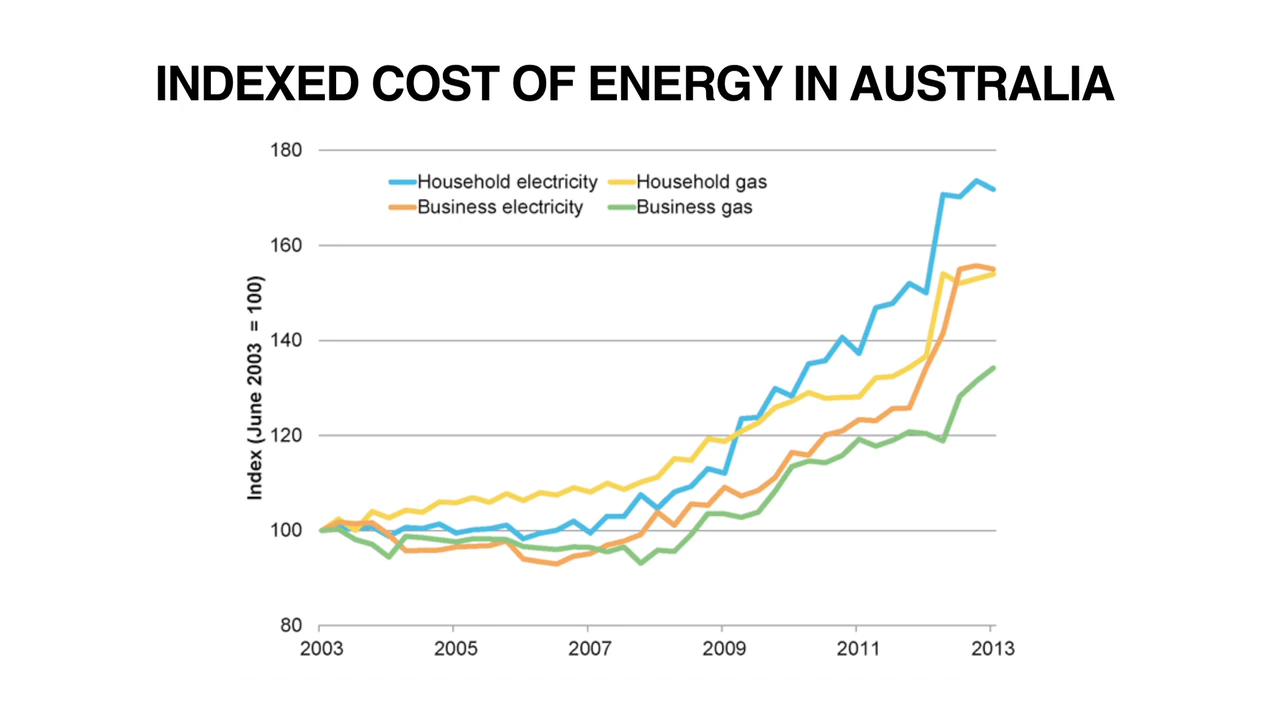 INDEXED COST OF ENERGY IN AUSTRALIA
180
Household electricity Household gas
Business electricity Business gas
160
140
120
100
80
Index (June 2003 = 100)
2003 2005 2007 2009 2011 2013